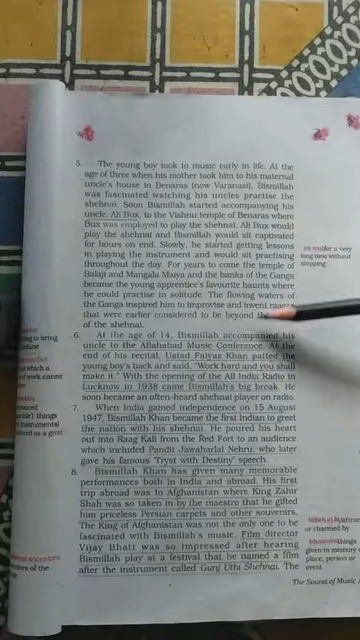 5. The young boy took to music early in life. At the
age of three when his mother took him to his maternal
uncle's house in Benaras (now Varanasi), Bismillah
was fascinated watching his uncles practise the
shehnai. Soon Bismillah started accompanying his
uncle, Ali Bux, to the Vishnu temple of Benaras where
Bux was employed to play the shehnai. Ali Bux would
play the shehnai and Bismillah would sit captivated
for hours on end. Slowly, he started getting lessons
in playing the instrument and would sit practising
throughout the day. For years to come the temple of
Balaji and Mangala Maiya and the banks of the Ganga
became the young apprentice's favourite haunts where
he could practise in solitude. The flowing waters of
the Ganga inspired him to improvise and invent raagas
that were earlier considered to be beyond the
of the shehnai.
6. At the age of 14, Bismillah accompanied his
uncle to the Allahabad Music Conference. At the
end of his recital, Ustad Faiyaz Khan patted the
young boy's back and said, "Work hard and you shall
make it." With the opening of the All India Radio in
Lucknow in 1938 came Bismillah's big break. He
soon became an often-heard shehnai player on radio.
7. When India gained independence on 15 August
1947, Bismillah Khan became the first Indian to greet
the nation with his shehnai. He poured his heart
out into Raag Kafi from the Red Fort to an audience
which included Pandit Jawaharlal Nehru, who later
gave his famous 'Tryst with Destiny' speech.
8. Bismillah Khan has given many memorable
performances both in India and abroad. His first
trip abroad was to Afghanistan where King Zahir
Shah was so taken in by the maestro that he gifted
him priceless Persian carpets and other souvenirs.
The King of Afghanistan was not the only one to be
fascinated with Bismillah's music. Film director
Vijay Bhatt was so impressed after hearing
Bismillah play at a festival that he named a film
after the instrument called Gunj Uthi Shehnai. The
on end: for a very
long time without
stopping
taken in by: attrac
or charmed by
souvenirs: things
given in memory o
place, person or
event
The Sound of Music